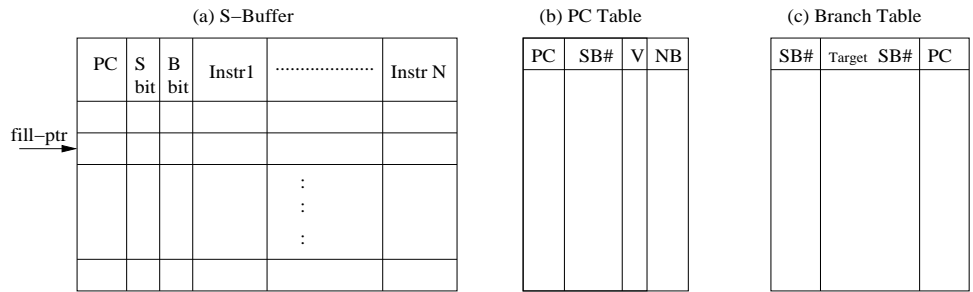 (a) S−Buffer
(b) PC Table
(c) Branch Table
PC
S bit
B bit
Instr1
....................
Instr N
PC
SB#
V
NB
SB#
Target SB#
PC
fill−ptr
:
:
: